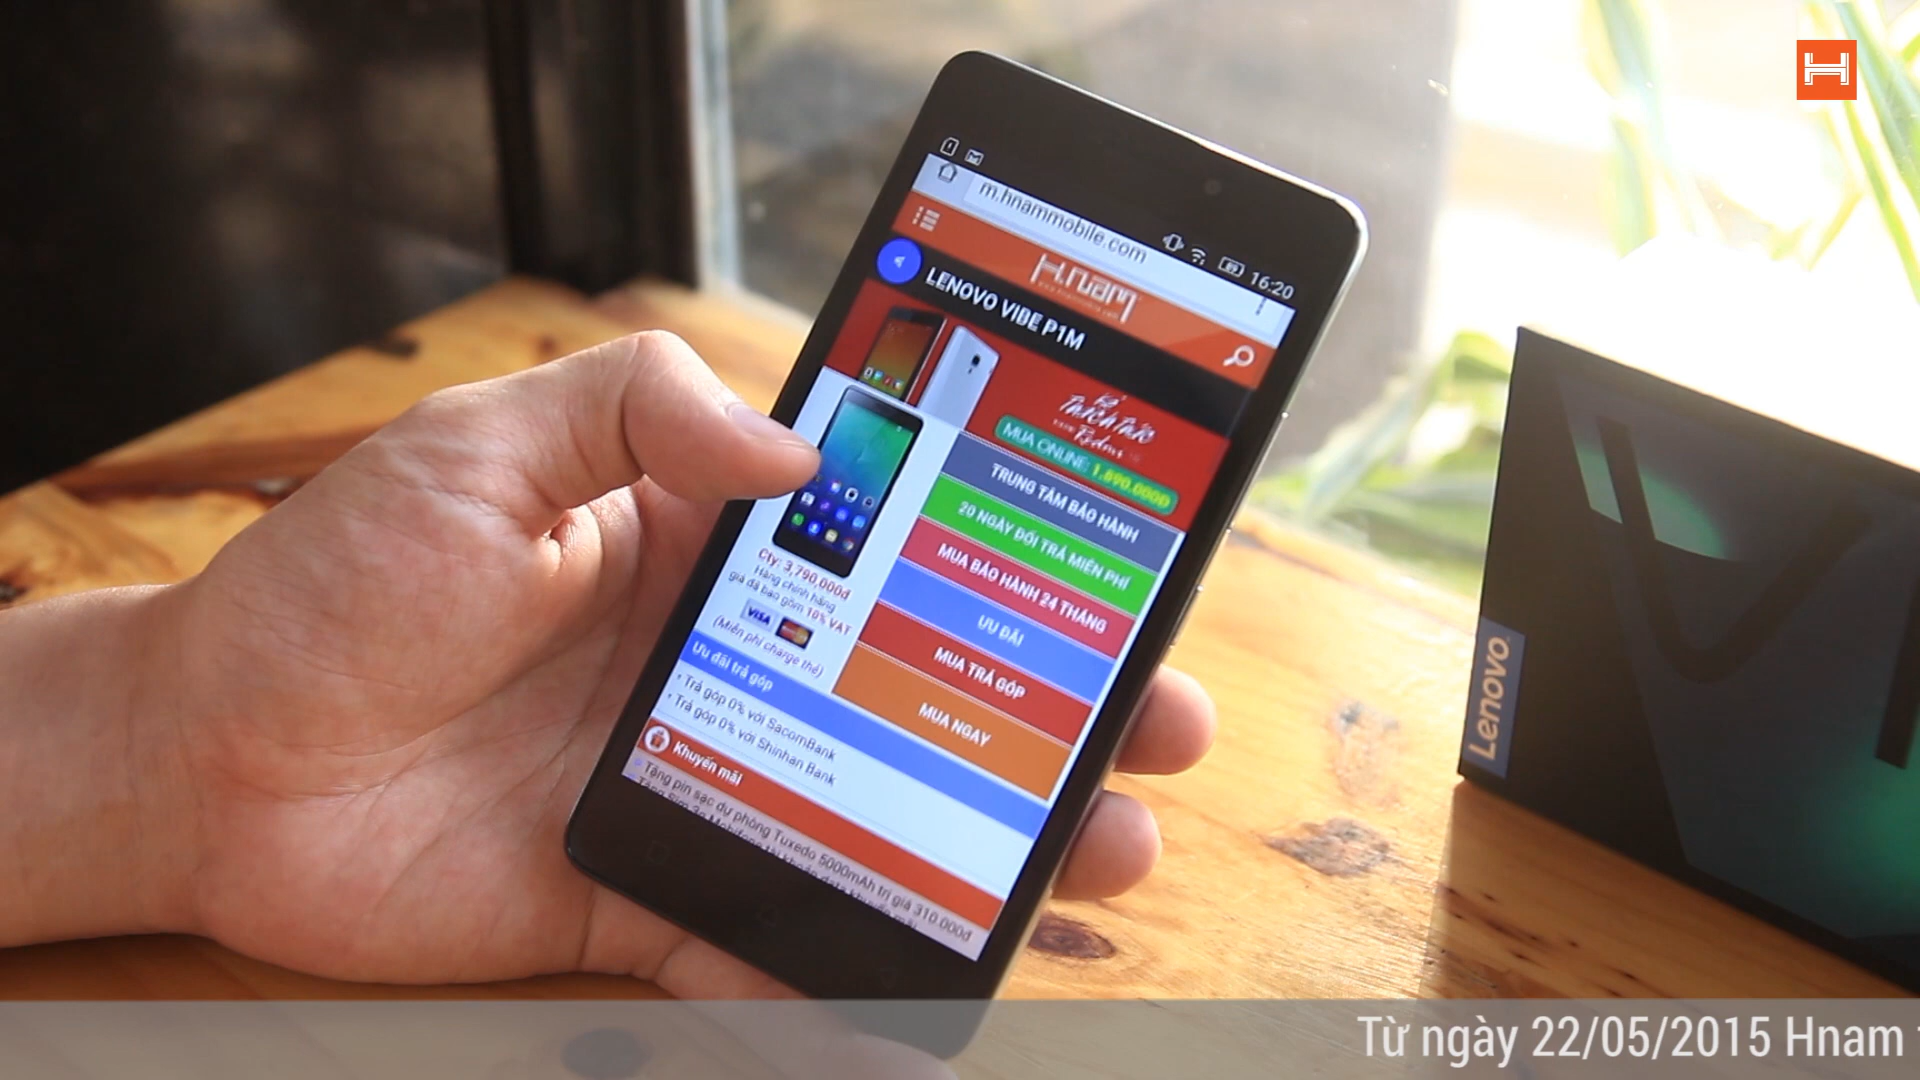 H
16:20
m.hnammobile.com
H.nam
LENOVO VIBE P1M
MUA ONLINE: 1,890,000Đ
TRUNG TÂM BẢO HÀNH
20 NGÀY ĐỔI TRẢ MIỄN PHÍ
MUA BẢO HÀNH 24 THÁNG
ƯU ĐÃI
MUA TRẢ GÓP
MUA NGAY
Cty: 3,790,000đ
Hàng chính hãng
giá đã bao gồm 10% VAT
VISA
(Miễn phí charge thẻ)
Ưu đãi trả góp
• Trả góp 0% với SacomBank
• Trả góp 0% với Shinhan Bank
Khuyến mãi
Tặng pin sạc dự phòng Tuxedo 5000mAh trị giá 310.000đ
Lenovo
Từ ngày 22/05/2015 Hnam